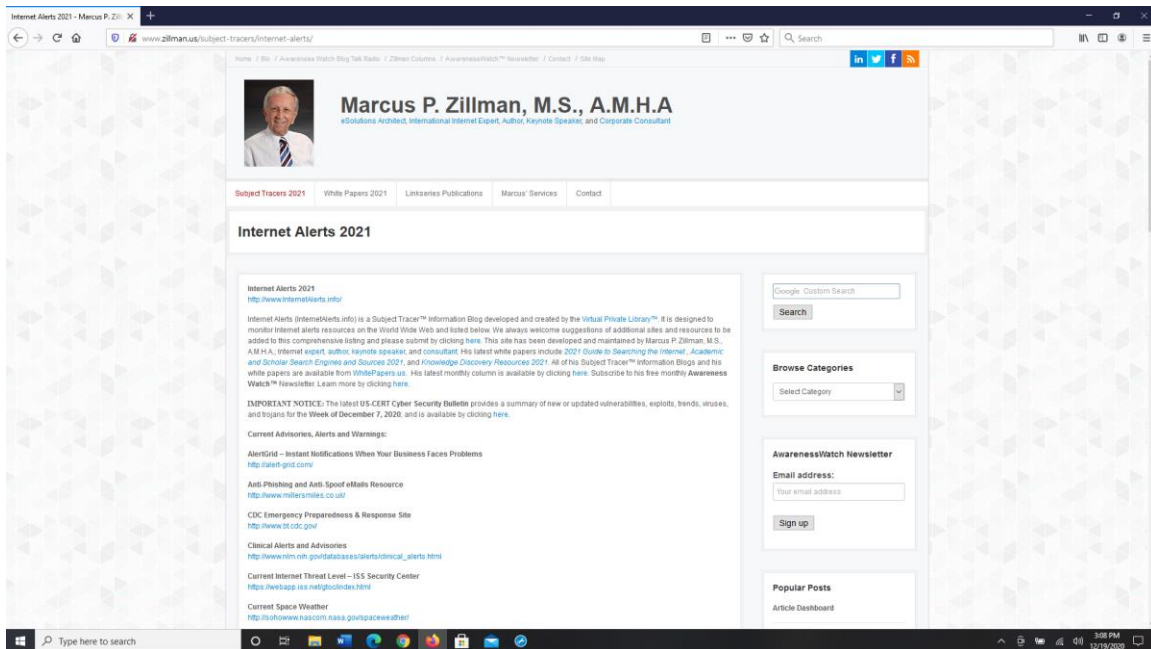 Internet Alerts 2021 - Marcus P. Zill
www.zillman.us/subject-tracers/internet-alerts/
Search
Home / Bio / Awareness Watch Blog Talk Radio / Zillman Columns / AwarenessWatch™ Newsletter / Contact / Site Map
in
f
Marcus P. Zillman, M.S., A.M.H.A
eSolutions Architect, International Internet Expert, Author, Keynote Speaker, and Corporate Consultant
Subject Tracers 2021 White Papers 2021 Linkseries Publications Marcus' Services Contact
Internet Alerts 2021
Internet Alerts 2021
http://www.InternetAlerts.info/
Internet Alerts (InternetAlerts.info) is a Subject Tracer™ Information Blog developed and created by the Virtual Private Library™. It is designed to
monitor Internet alerts resources on the World Wide Web and listed below. We always welcome suggestions of additional sites and resources to be
added to this comprehensive listing and please submit by clicking here. This site has been developed and maintained by Marcus P. Zillman, M.S.,
A.M.H.A.; Internet expert, author, keynote speaker, and consultant. His latest white papers include 2021 Guide to Searching the Internet , Academic
and Scholar Search Engines and Sources 2021, and Knowledge Discovery Resources 2021. All of his Subject Tracer™ Information Blogs and his
white papers are available from WhitePapers.us. His latest monthly column is available by clicking here. Subscribe to his free monthly Awareness
Watch™ Newsletter. Learn more by clicking here.
IMPORTANT NOTICE: The latest US-CERT Cyber Security Bulletin provides a summary of new or updated vulnerabilities, exploits, trends, viruses,
and trojans for the Week of December 7, 2020, and is available by clicking here.
Current Advisories, Alerts and Warnings:
AlertGrid – Instant Notifications When Your Business Faces Problems
http://alert-grid.com/
Anti-Phishing and Anti-Spoof eMails Resource
http://www.millersmiles.co.uk/
CDC Emergency Preparedness & Response Site
http://www.bt.cdc.gov/
Clinical Alerts and Advisories
http://www.nlm.nih.gov/databases/alerts/clinical_alerts.html
Current Internet Threat Level – ISS Security Center
https://webapp.iss.net/gtoc/index.html
Current Space Weather
http://sohowww.nascom.nasa.gov/spaceweather/
Google Custom Search
Search
Browse Categories
Select Category
AwarenessWatch Newsletter
Email address:
Your email address
Sign up
Popular Posts
Article Dashboard
Type here to search
3:08 PM
12/19/2020